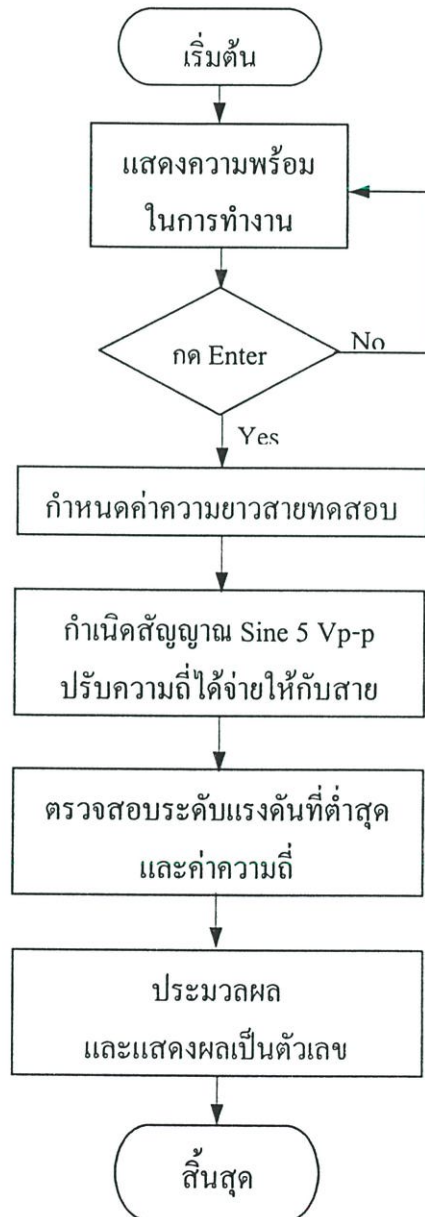 เริ่มต้น
แสดงความพร้อม
ในการทำงาน
กด Enter
No
Yes
กำหนดค่าความยาวสายทดสอบ
กำเนิดสัญญาณ Sine 5 Vp-p
ปรับความถี่ได้จ่ายให้กับสาย
ตรวจสอบระดับแรงดันที่ต่ำสุด
และค่าความถี่
ประมวลผล
และแสดงผลเป็นตัวเลข
สิ้นสุด